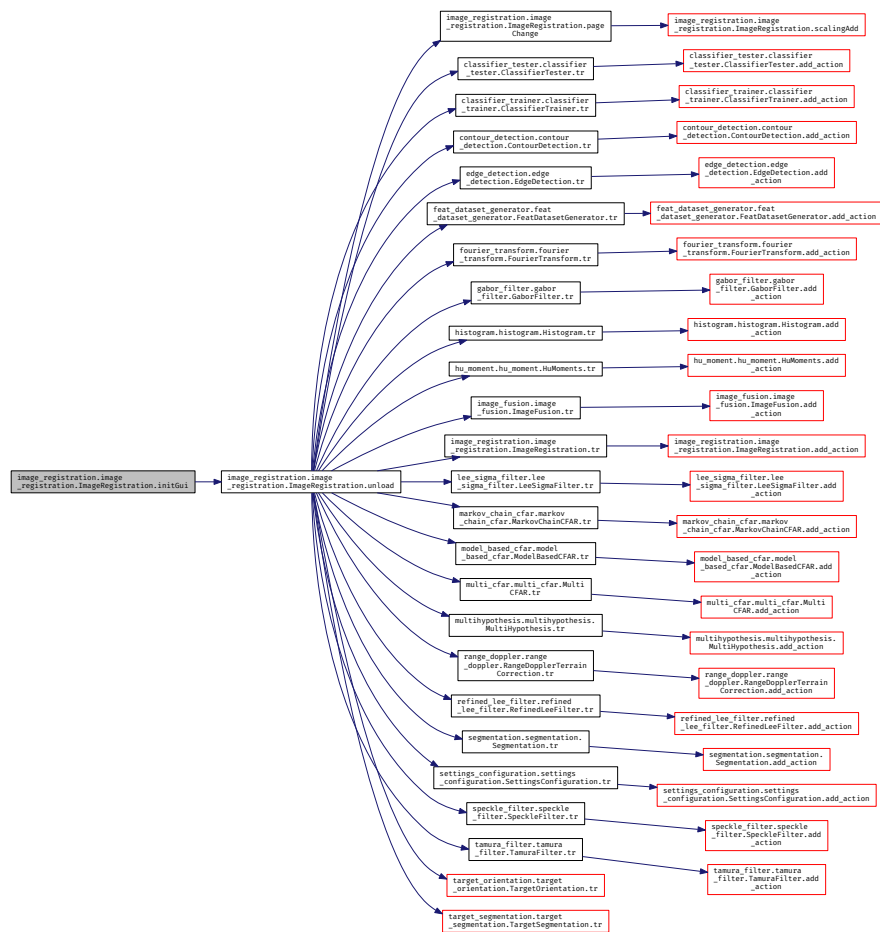 image_registration.image
_registration.ImageRegistration.initGui
image_registration.image
_registration.ImageRegistration.unload
image_registration.image
_registration.ImageRegistration.page
Change
image_registration.image
_registration.ImageRegistration.scalingAdd
classifier_tester.classifier
_tester.ClassifierTester.tr
classifier_tester.classifier
_tester.ClassifierTester.add_action
classifier_trainer.classifier
_trainer.ClassifierTrainer.tr
classifier_trainer.classifier
_trainer.ClassifierTrainer.add_action
contour_detection.contour
_detection.ContourDetection.tr
contour_detection.contour
_detection.ContourDetection.add_action
edge_detection.edge
_detection.EdgeDetection.tr
edge_detection.edge
_detection.EdgeDetection.add
_action
feat_dataset_generator.feat
_dataset_generator.FeatDatasetGenerator.tr
feat_dataset_generator.feat
_dataset_generator.FeatDatasetGenerator.add_action
fourier_transform.fourier
_transform.FourierTransform.tr
fourier_transform.fourier
_transform.FourierTransform.add_action
gabor_filter.gabor
_filter.GaborFilter.tr
gabor_filter.gabor
_filter.GaborFilter.add
_action
histogram.histogram.Histogram.tr
histogram.histogram.Histogram.add
_action
hu_moment.hu_moment.HuMoments.tr
hu_moment.hu_moment.HuMoments.add
_action
image_fusion.image
_fusion.ImageFusion.tr
image_fusion.image
_fusion.ImageFusion.add
_action
image_registration.image
_registration.ImageRegistration.tr
image_registration.image
_registration.ImageRegistration.add_action
lee_sigma_filter.lee
_sigma_filter.LeeSigmaFilter.tr
lee_sigma_filter.lee
_sigma_filter.LeeSigmaFilter.add
_action
markov_chain_cfar.markov
_chain_cfar.MarkovChainCFAR.tr
markov_chain_cfar.markov
_chain_cfar.MarkovChainCFAR.add_action
model_based_cfar.model
_based_cfar.ModelBasedCFAR.tr
model_based_cfar.model
_based_cfar.ModelBasedCFAR.add
_action
multi_cfar.multi_cfar.Multi
CFAR.tr
multi_cfar.multi_cfar.Multi
CFAR.add_action
multihypothesis.multihypothesis.
MultiHypothesis.tr
multihypothesis.multihypothesis.
MultiHypothesis.add_action
range_doppler.range
_doppler.RangeDopplerTerrain
Correction.tr
range_doppler.range
_doppler.RangeDopplerTerrain
Correction.add_action
refined_lee_filter.refined
_lee_filter.RefinedLeeFilter.tr
refined_lee_filter.refined
_lee_filter.RefinedLeeFilter.add_action
segmentation.segmentation.
Segmentation.tr
segmentation.segmentation.
Segmentation.add_action
settings_configuration.settings
_configuration.SettingsConfiguration.tr
settings_configuration.settings
_configuration.SettingsConfiguration.add_action
speckle_filter.speckle
_filter.SpeckleFilter.tr
speckle_filter.speckle
_filter.SpeckleFilter.add
_action
tamura_filter.tamura
_filter.TamuraFilter.tr
tamura_filter.tamura
_filter.TamuraFilter.add
_action
target_orientation.target
_orientation.TargetOrientation.tr
target_segmentation.target
_segmentation.TargetSegmentation.tr